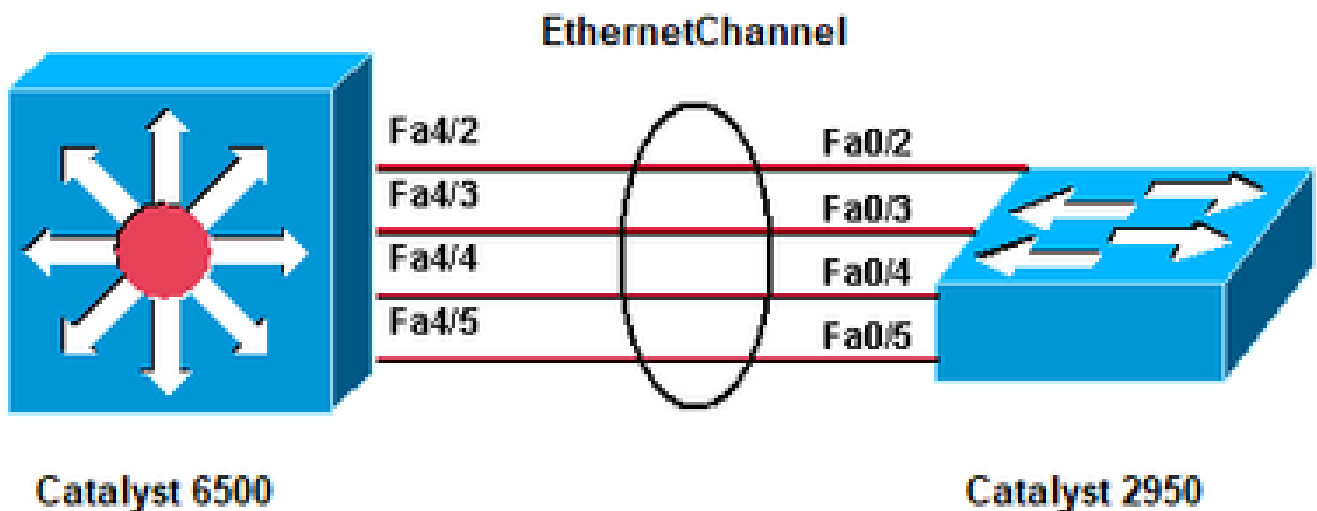 EthernetChannel
Fa4/2
Fa0/2
Fa4/3
Fa0/3
Fa4/4
Fa0/4
Fa4/5
Fa0/5
Catalyst 6500
Catalyst 2950